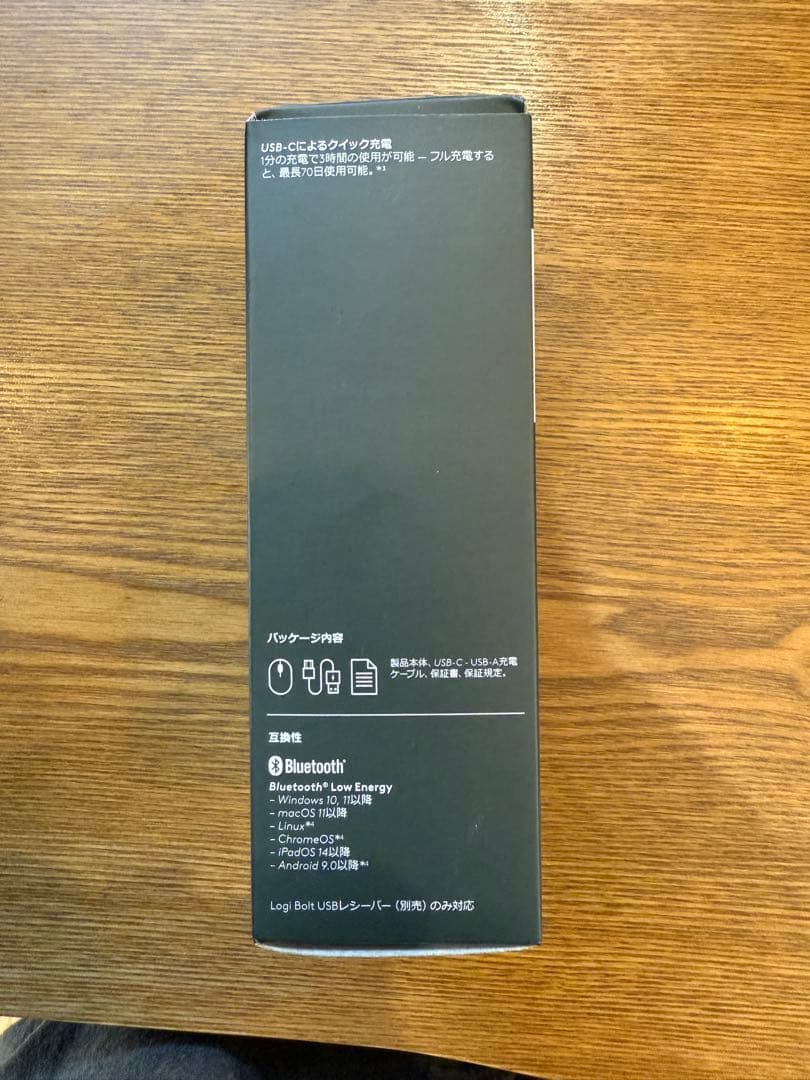 USB-Cによるクイック充電
1分の充電で3時間の使用が可能 — フル充電する
と、最長70日使用可能。*3
パッケージ内容
製品本体、USB-C - USB-A充電
ケーブル、保証書、保証規定。
互換性
Bluetooth®
Bluetooth® Low Energy
- Windows 10, 11以降
- macOS 11以降
- Linux*4
- ChromeOS*4
- iPadOS 14以降
- Android 9.0以降*4
Logi Bolt USBレシーバー（別売）のみ対応